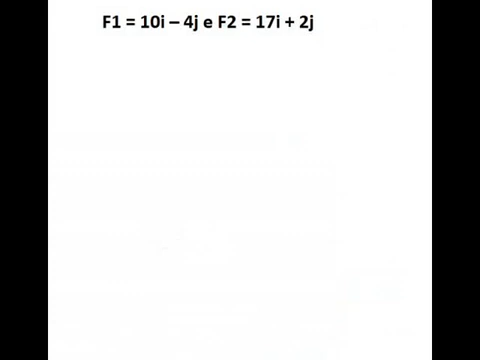 F1 = 10i – 4j e F2 = 17i + 2j